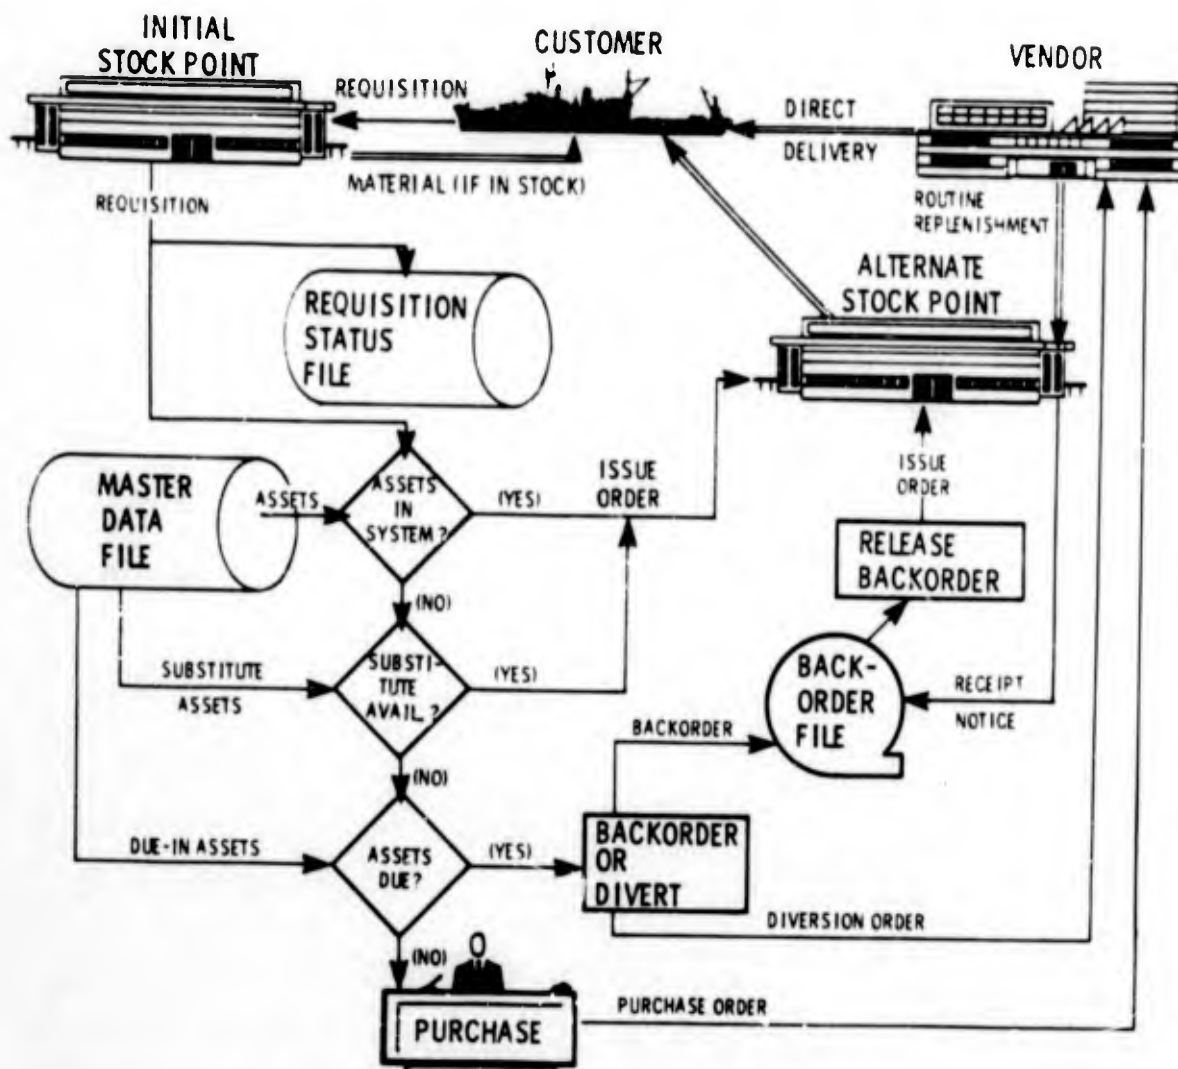 INITIAL
STOCK POINT
CUSTOMER
VENDOR
REQUISITION
DIRECT
DELIVERY
MATERIAL (IF IN STOCK)
REQUISITION
ROUTINE
REPLENISHMENT
ALTERNATE
STOCK POINT
REQUISITION
STATUS
FILE
MASTER
DATA
FILE
ASSETS
ASSETS
IN
SYSTEM?
(YES)
ISSUE
ORDER
ISSUE
ORDER
RELEASE
BACKORDER
(NO)
SUBSTITUTE
ASSETS
SUBSTI-
TUTE
AVAIL.?
(YES)
BACK-
ORDER
FILE
RECEIPT
NOTICE
BACKORDER
(NO)
DUE-IN ASSETS
ASSETS
DUE?
(YES)
BACKORDER
OR
DIVERT
DIVERSION ORDER
(NO)
PURCHASE
PURCHASE ORDER